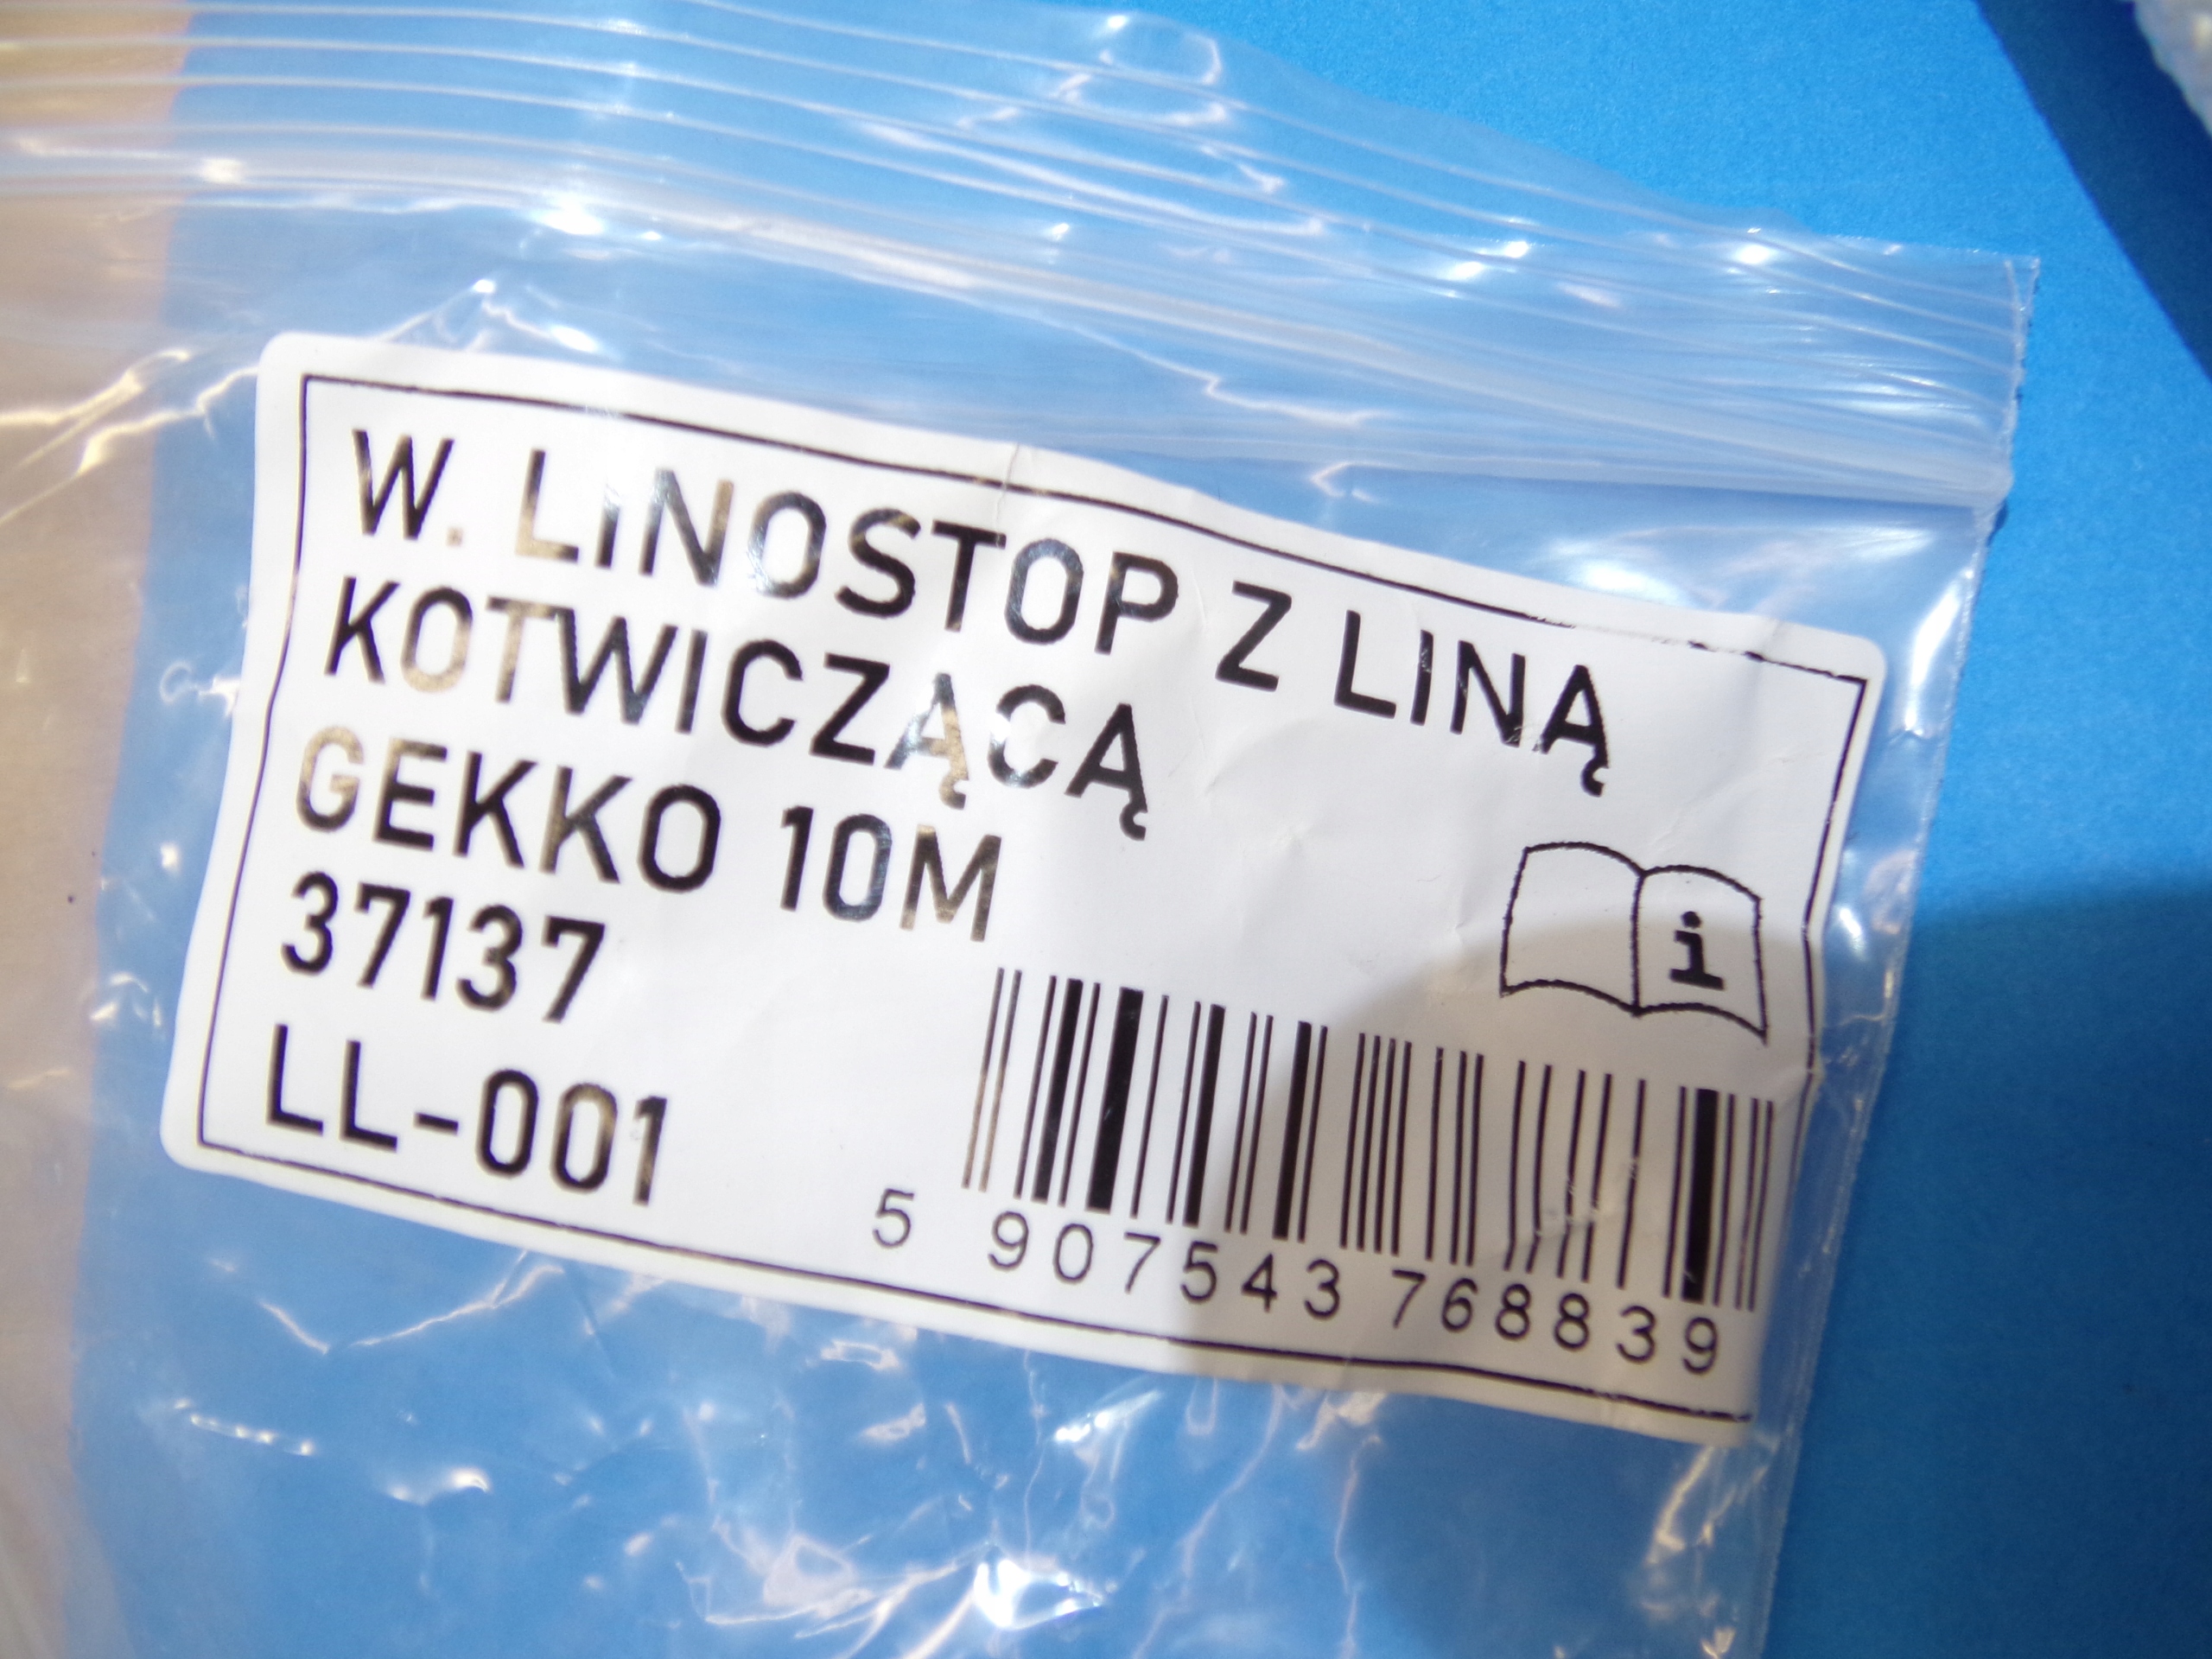 W. LINOSTOP Z LINĄ
KOTWICZĄCĄ
GEKKO 10M
37137
LL-001
i
5 907543 768839